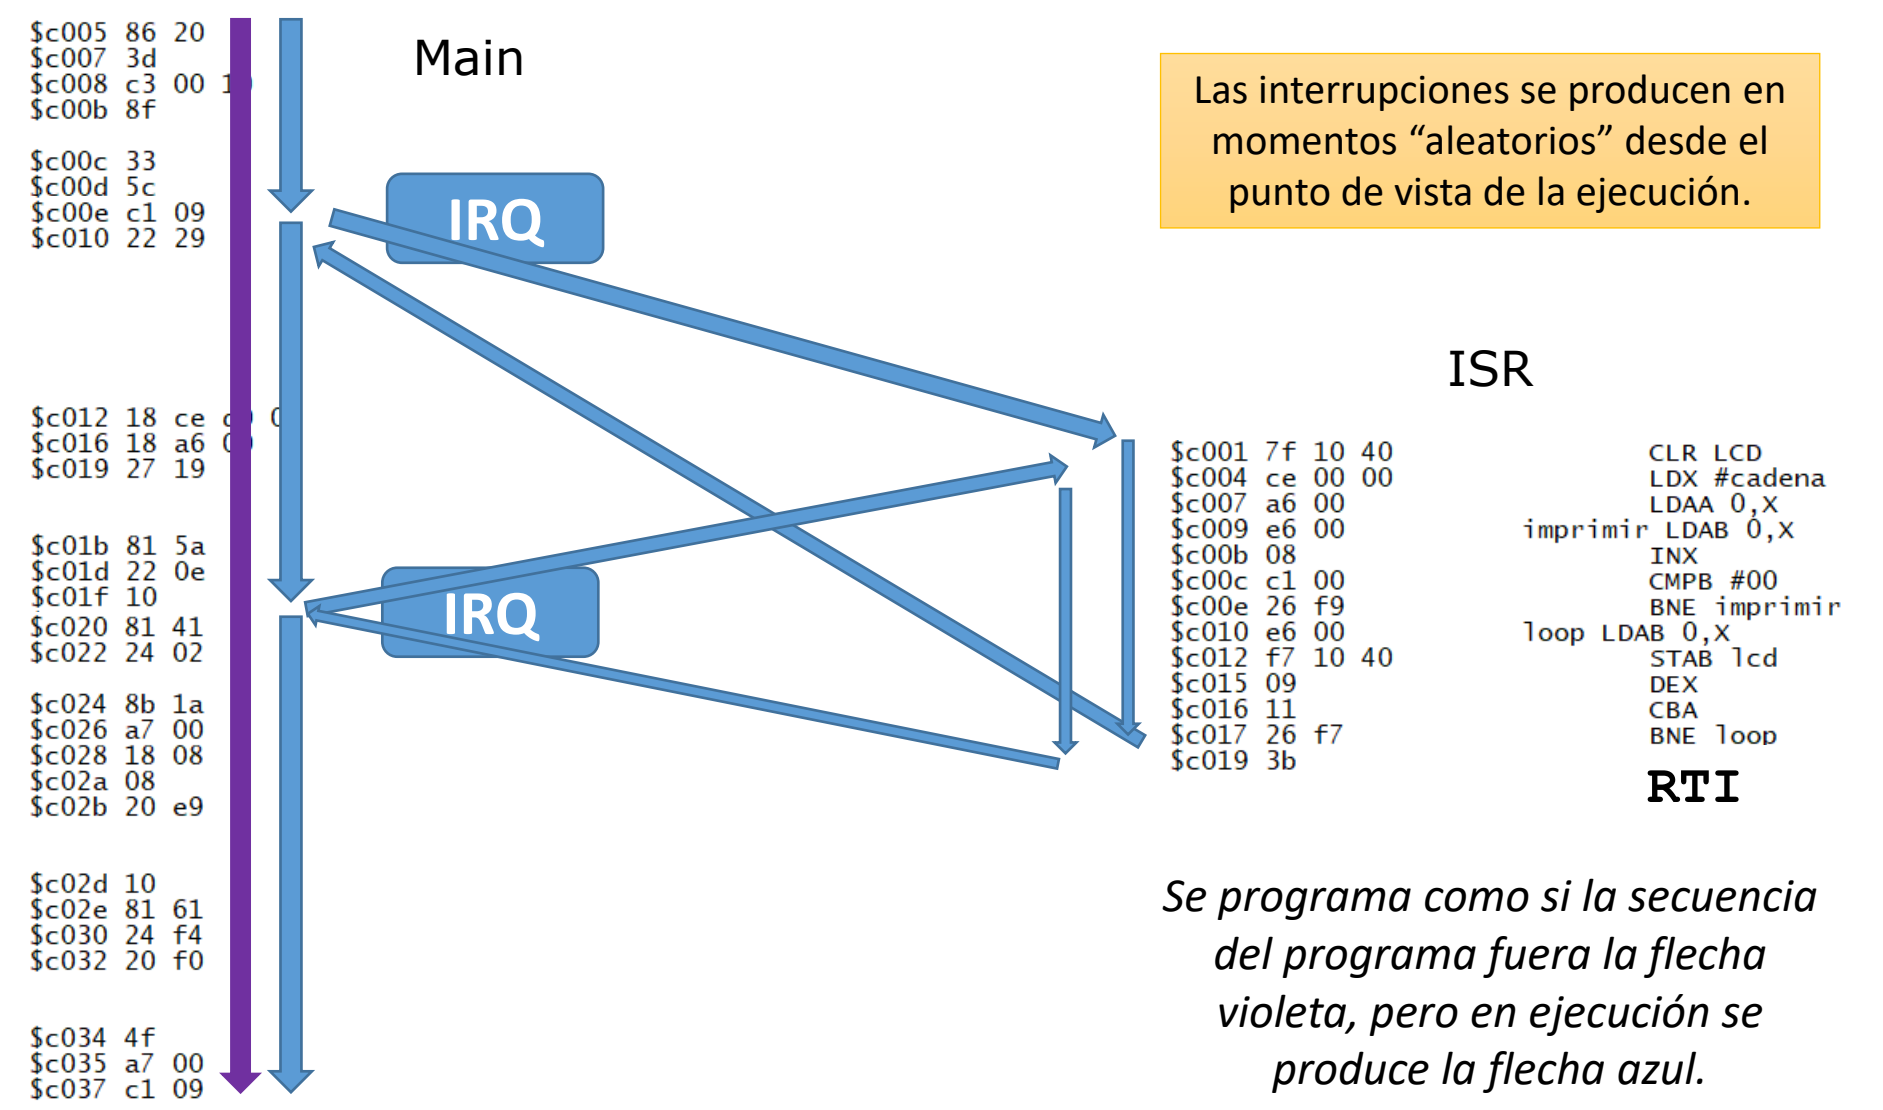 $c005 86 20
$c007 3d
$c008 c3 00
$c00b 8f
$c00c 33
$c00d 5c
$c00e c1 09
$c010 22 29
$c012 18 ce
$c016 18 a6
$c019 27 19
$c01b 81 5a
$c01d 22 0e
$c01f 10
$c020 81 41
$c022 24 02
$c024 8b 1a
$c026 a7 00
$c028 18 08
$c02a 08
$c02b 20 e9
$c02d 10
$c02e 81 61
$c030 24 f4
$c032 20 f0
$c034 4f
$c035 a7 00
$c037 c1 09
Main
IRQ
IRQ
Las interrupciones se producen en
momentos “aleatorios” desde el
punto de vista de la ejecución.
ISR
$c001 7f 10 40 CLR LCD
$c004 ce 00 00 LDX #cadena
$c007 a6 00 LDAA 0,X
$c009 e6 00 imprimir LDAB 0,X
$c00b 08 INX
$c00c c1 00 CMPB #00
$c00e 26 f9 BNE imprimir
$c010 e6 00 loop LDAB 0,X
$c012 f7 10 40 STAB lcd
$c015 09 DEX
$c016 11 CBA
$c017 26 f7 BNE loop
$c019 3b
RTI
Se programa como si la secuencia
del programa fuera la flecha
violeta, pero en ejecución se
produce la flecha azul.